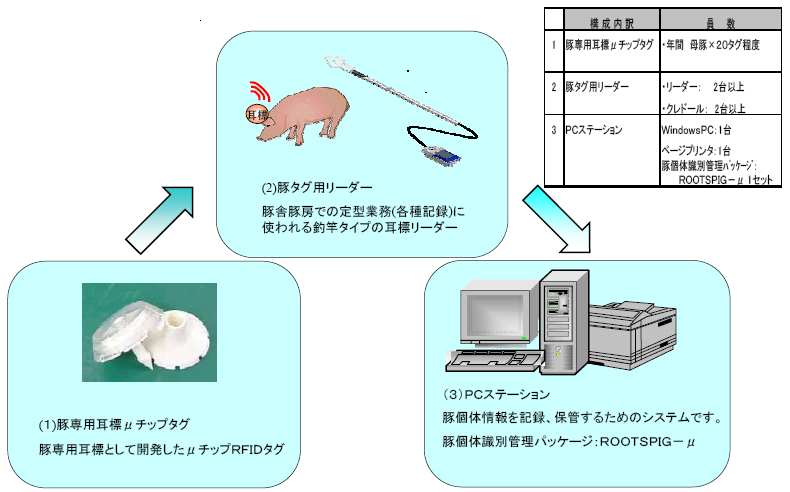 構成内訳 員数
1 豚専用耳標μチップタグ ・年間 母豚×20タグ程度
2 豚タグ用リーダー ・リーダー: 2台以上
・クレドール: 2台以上
3 PCステーション WindowsPC:1台
ページプリンタ:1台
豚個体識別管理パッケージ:
ROOTSPIG－μ 1セット
耳標
(2)豚タグ用リーダー
豚舎豚房での定型業務(各種記録)に
使われる釣竿タイプの耳標リーダー
(1)豚専用耳標μチップタグ
豚専用耳標として開発したμチップRFIDタグ
(3)PCステーション
豚個体情報を記録、保管するためのシステムです。
豚個体識別管理パッケージ:ROOTSPIG－μ